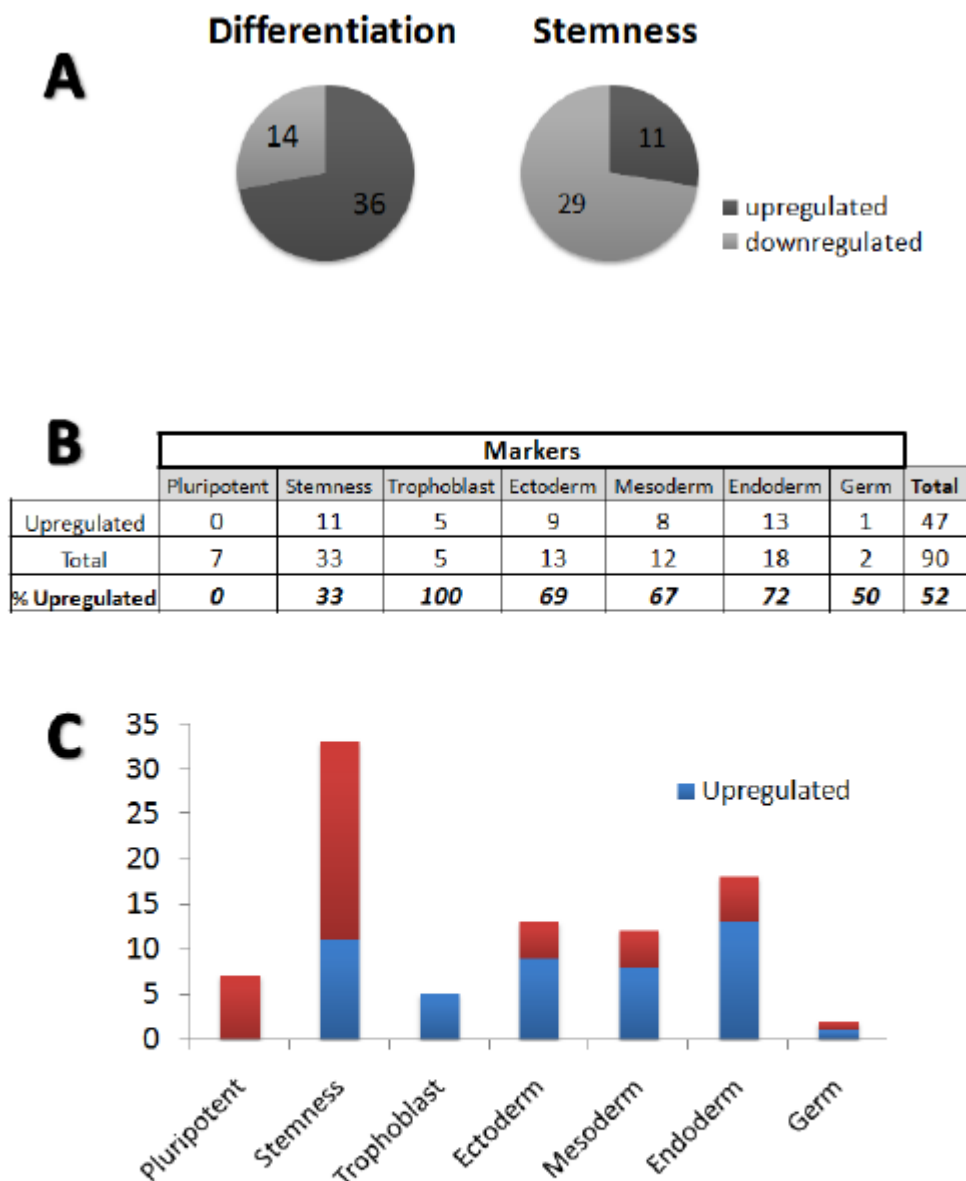 Differentiation Stemness
A
14
36
11
29
upregulated
downregulated
B
Markers
Pluripotent Stemness Trophoblast Ectoderm Mesoderm Endoderm Germ Total
Upregulated 0 11 5 9 8 13 1 47
Total 7 33 5 13 12 18 2 90
% Upregulated 0 33 100 69 67 72 50 52
C
35
30
25
20
15
10
5
0
Upregulated
Pluripotent
Stemness
Trophoblast
Ectoderm
Mesoderm
Endoderm
Germ